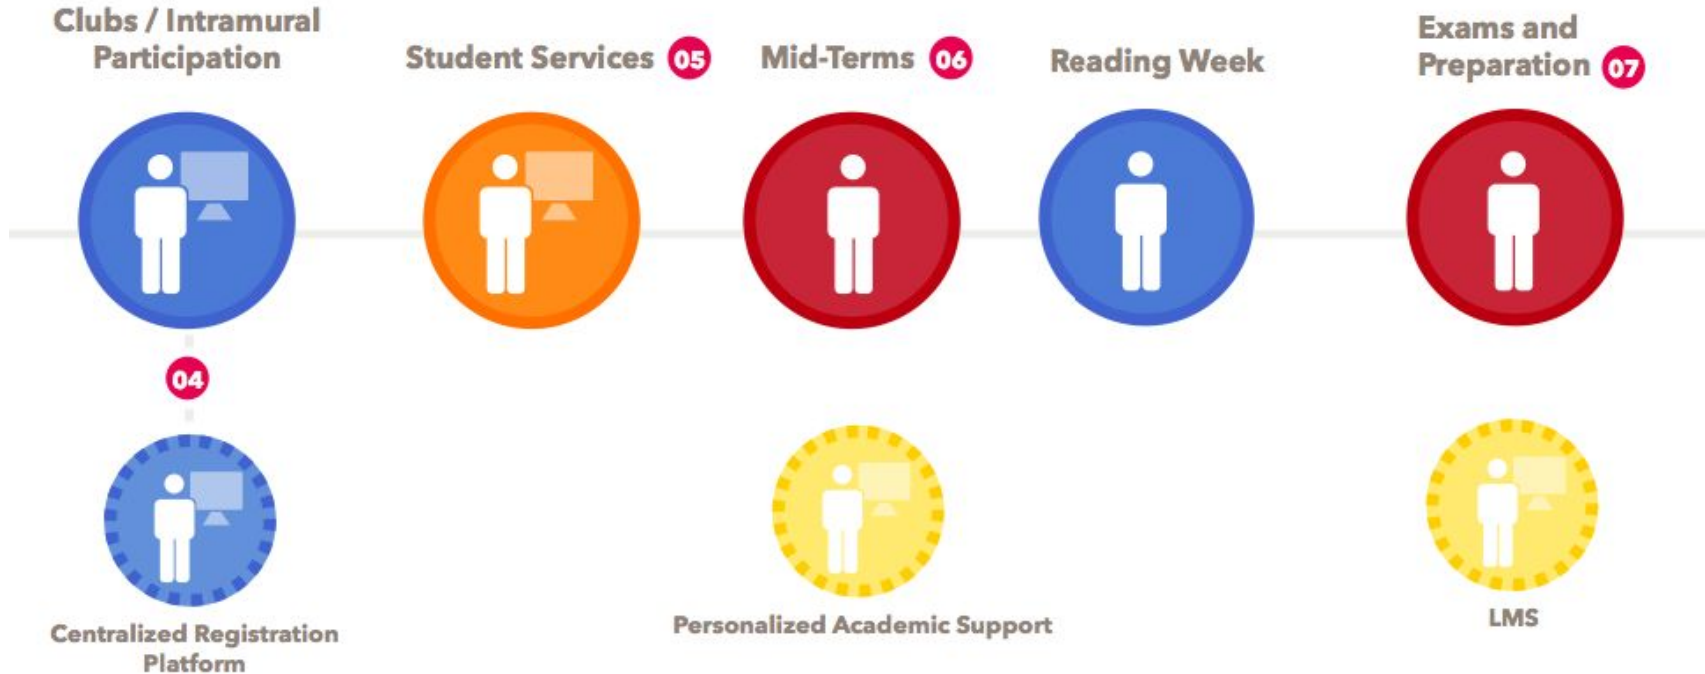 Clubs / Intramural
Participation
Student Services 05
Mid-Terms 06
Reading Week
Exams and
Preparation 07
04
Centralized Registration
Platform
Personalized Academic Support
LMS